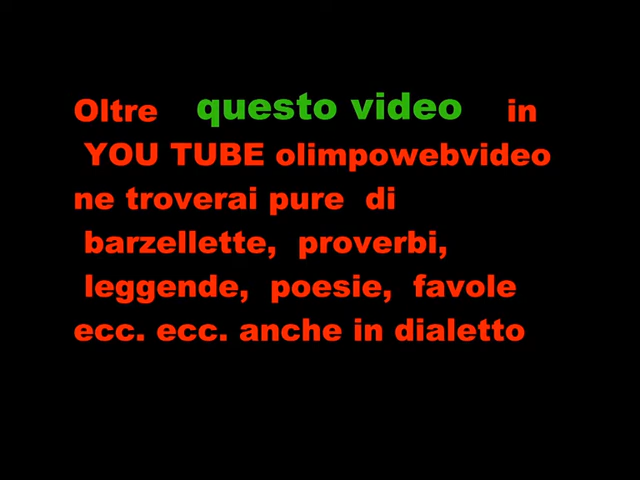 Oltre questo video in
YOU TUBE olimpowebvideo
ne troverai pure di
barzellette, proverbi,
leggende, poesie, favole
ecc. ecc. anche in dialetto